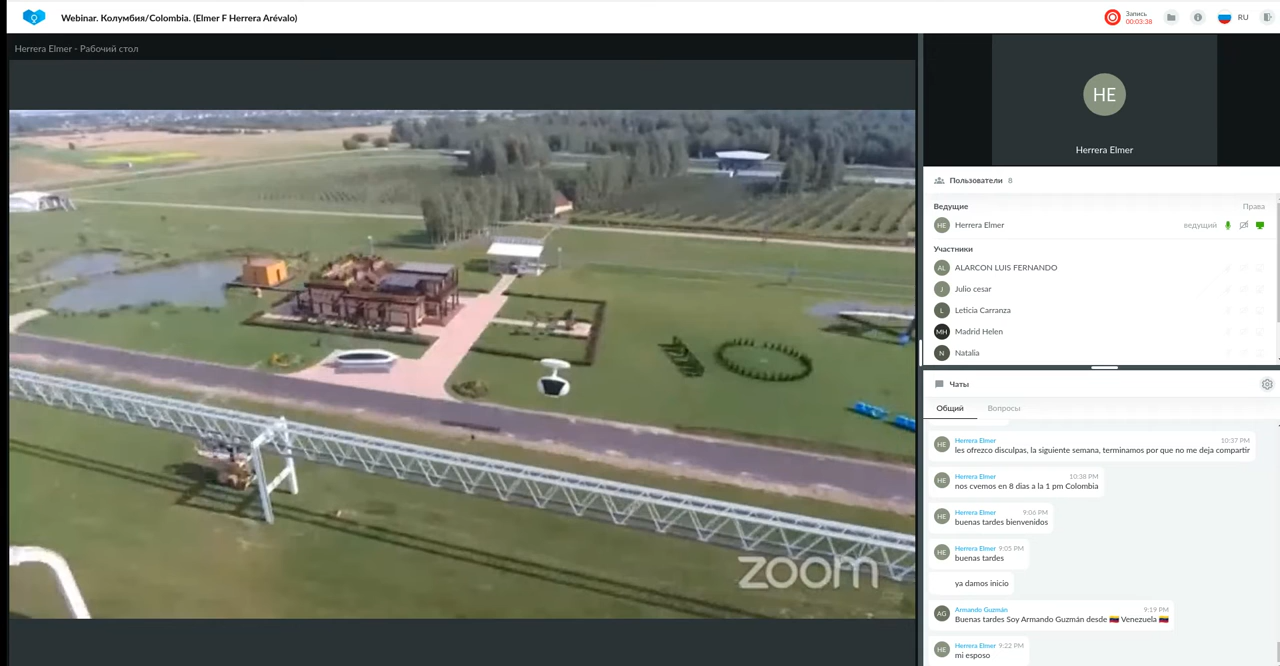 Webinar. Колумбия/Colombia. (Elmer F Herrera Arévalo)
Запись
00:03:38
RU
Herrera Elmer - Рабочий стол
HE
Herrera Elmer
Пользователи 8
Ведущие Права
HE Herrera Elmer ведущий
Участники
AL ALARCON LUIS FERNANDO
J Julio cesar
L Leticia Carranza
MH Madrid Helen
N Natalia
Чаты
Общий Вопросы
HE Herrera Elmer 10:37 PM
les ofrezco disculpas, la siguiente semana, terminamos por que no me deja compartir
HE Herrera Elmer 10:38 PM
nos cvemos en 8 dias a la 1 pm Colombia
HE Herrera Elmer 9:06 PM
buenas tardes bienvenidos
HE Herrera Elmer 9:05 PM
buenas tardes
ya damos inicio
AG Armando Guzmán 9:19 PM
Buenas tardes Soy Armando Guzmán desde 🇻🇪 Venezuela 🇻🇪
HE Herrera Elmer 9:22 PM
mi esposo
10
zoom